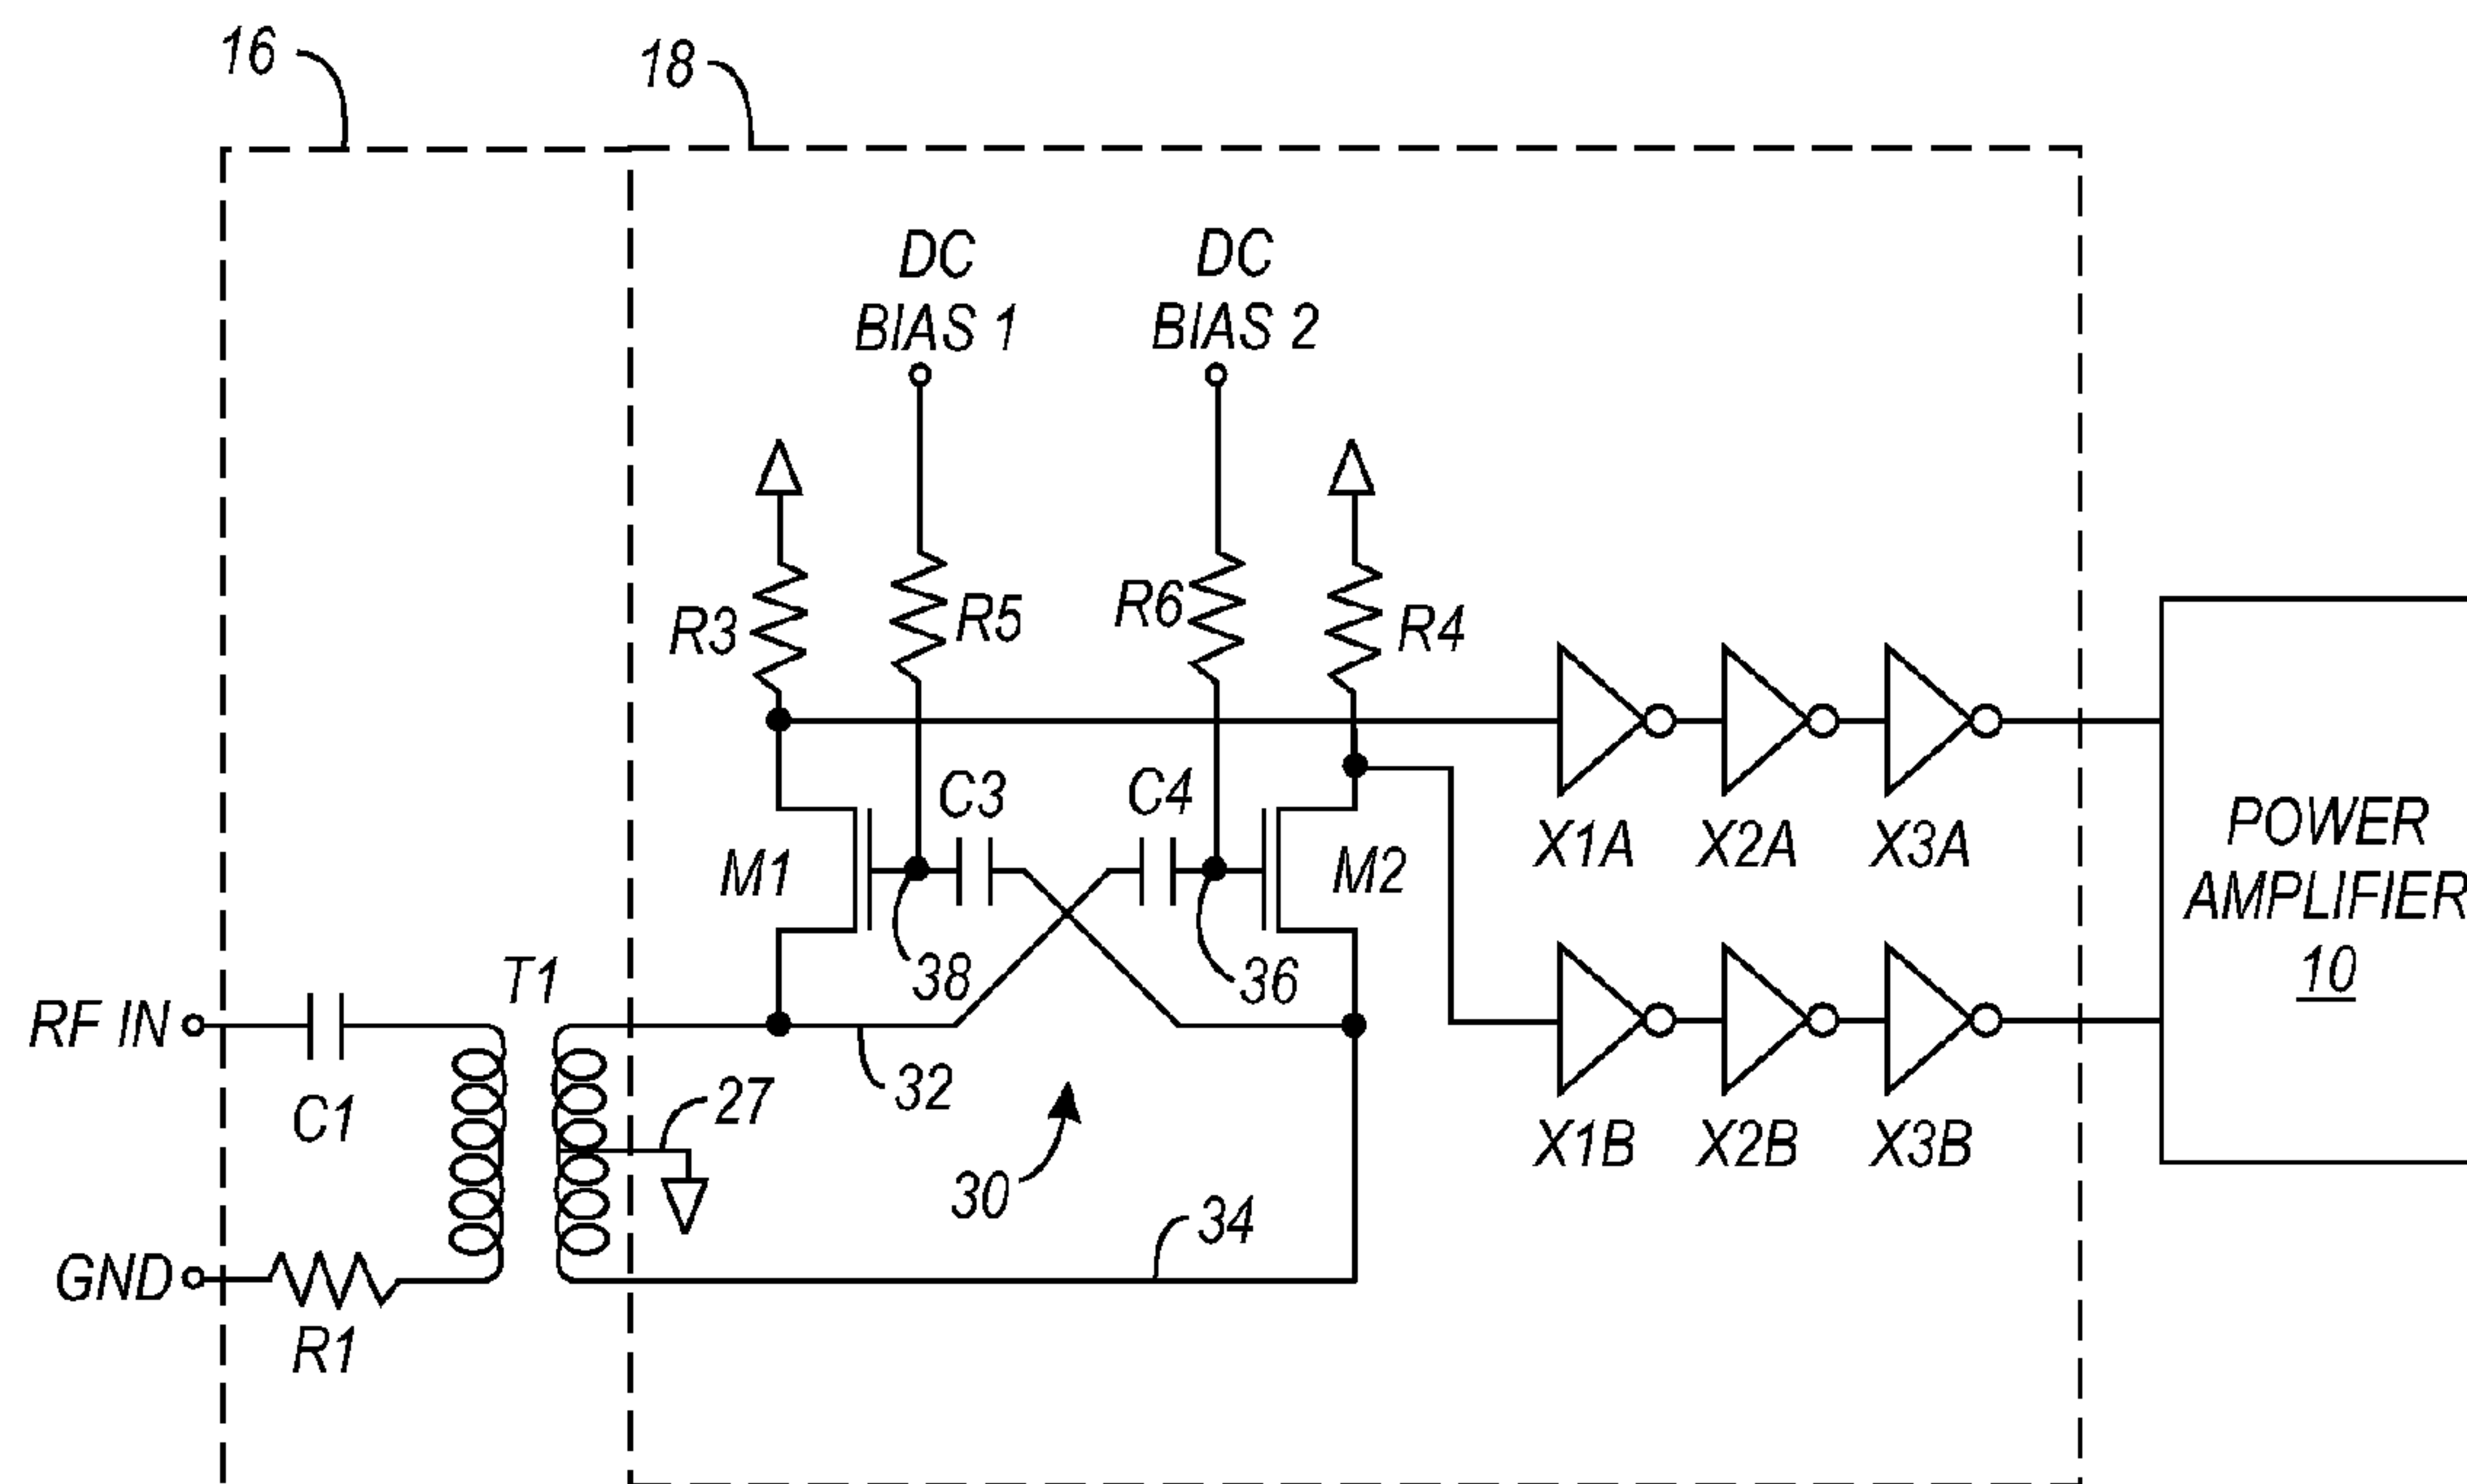 16
18
DC
BIAS 1
DC
BIAS 2
R3
R5
R6
R4
C3
C4
M1
M2
X1A
X2A
X3A
POWER
AMPLIFIER
10
38
36
T1
RF IN
C1
32
27
30
34
X1B
X2B
X3B
GND
R1